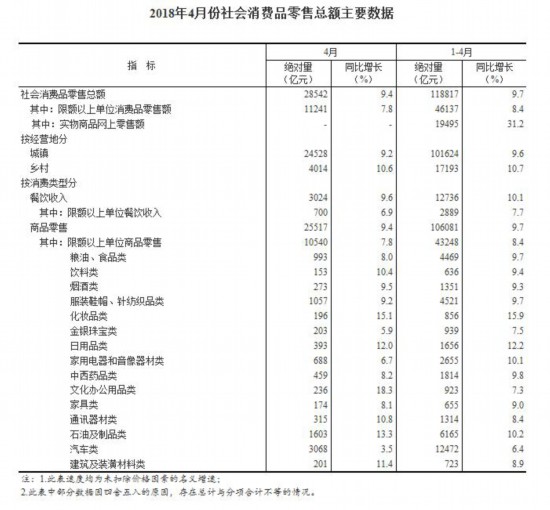 2018年4月份社会消费品零售总额主要数据
指 标 4月 1-4月
绝对量 同比增长 绝对量 同比增长
(亿元) (%) (亿元) (%)
社会消费品零售总额 28542 9.4 118817 9.7
其中:限额以上单位消费品零售额 11241 7.8 46137 8.4
其中:实物商品网上零售额 - - 19495 31.2
按经营地分
城镇 24528 9.2 101624 9.6
乡村 4014 10.6 17193 10.7
按消费类型分
餐饮收入 3024 9.6 12736 10.1
其中:限额以上单位餐饮收入 700 6.9 2889 7.7
商品零售 25517 9.4 106081 9.7
其中:限额以上单位商品零售 10540 7.8 43248 8.4
粮油、食品类 993 8.0 4469 9.7
饮料类 153 10.4 636 9.4
烟酒类 273 9.5 1351 9.3
服装鞋帽、针纺织品类 1057 9.2 4521 9.7
化妆品类 196 15.1 856 15.9
金银珠宝类 203 5.9 939 7.5
日用品类 393 12.0 1656 12.2
家用电器和音像器材类 688 6.7 2655 10.1
中西药品类 459 8.2 1814 9.8
文化办公用品类 236 18.3 923 7.3
家具类 174 8.1 655 9.0
通讯器材类 315 10.8 1314 8.4
石油及制品类 1603 13.3 6165 10.2
汽车类 3068 3.5 12472 6.4
建筑及装潢材料类 201 11.4 723 8.9
注:1.此表速度均为未扣除价格因素的名义增速;
2.此表中部分数据因四舍五入的原因,存在总计与分项合计不等的情况。